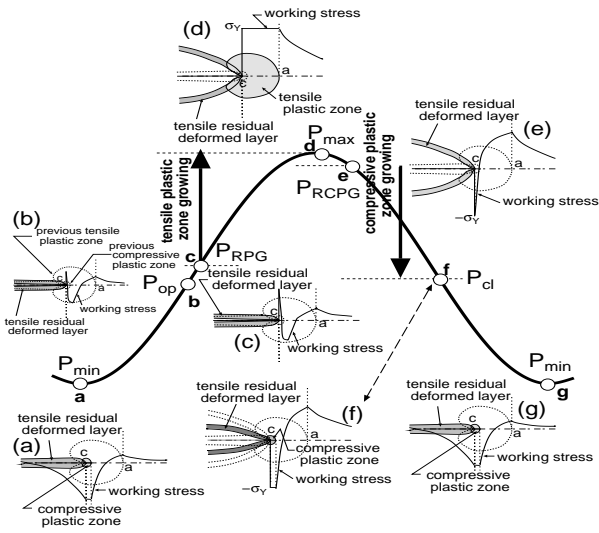 (d)
σY
working stress
a
c
tensile
plastic zone
tensile residual
deformed layer
Pmax
d
e
PRCPG
tensile plastic
zone growing
compressive plastic
zone growing
tensile residual
deformed layer
(e)
c
a
−σY
working stress
(b)
previous tensile
plastic zone
previous
compressive
plastic zone
c
a
tensile residual
deformed layer
working stress
c
PRPG
Pop
b
tensile residual
deformed layer
c
a
(c)
working stress
f
Pcl
Pmin
a
Pmin
g
(a)
tensile residual
deformed layer
c
a
working stress
compressive
plastic zone
tensile residual
deformed layer
(f)
c
a
compressive
plastic zone
−σY
working stress
tensile residual
deformed layer
(g)
c
a
working stress
compressive
plastic zone